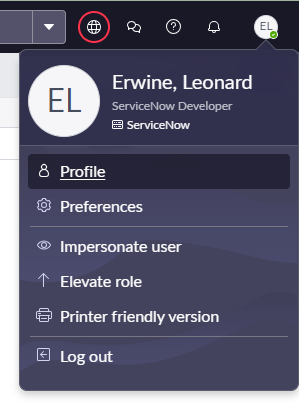 EL
EL
Erwine, Leonard
ServiceNow Developer
ServiceNow
Profile
Preferences
Impersonate user
Elevate role
Printer friendly version
Log out